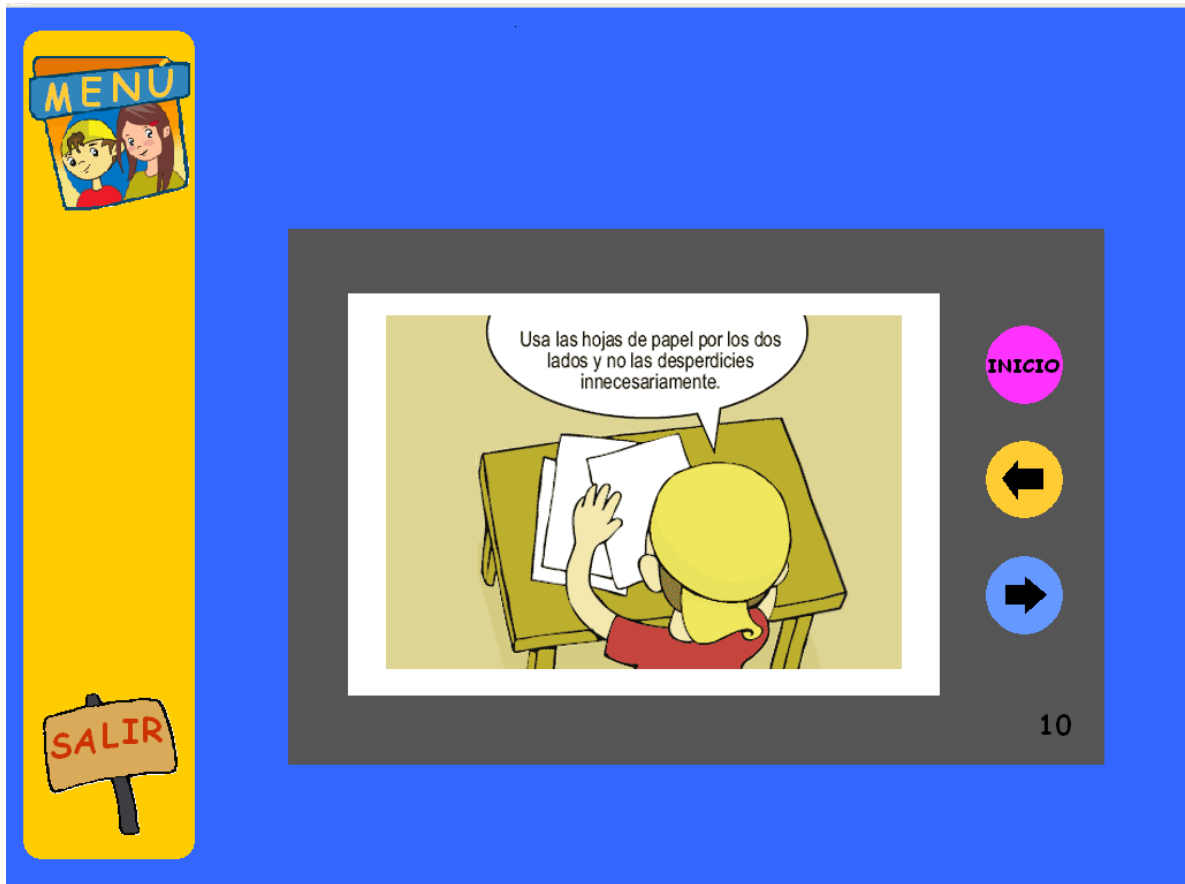 MENÚ
Usa las hojas de papel por los dos
lados y no las desperdicies
innecesariamente.
INICIO
SALIR
10